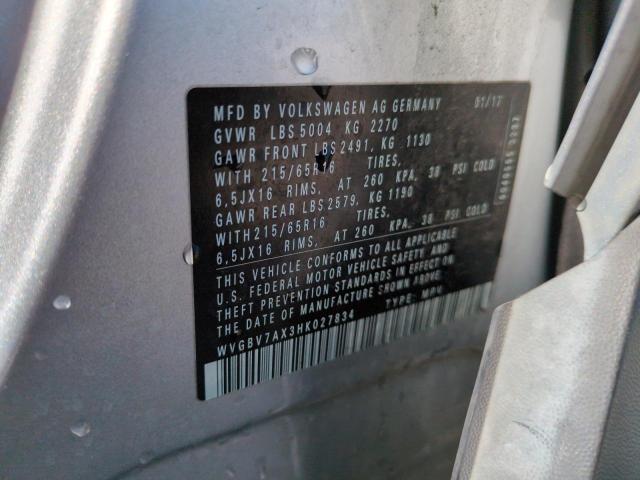 MFD BY VOLKSWAGEN AG GERMANY 01/17
GVWR LBS 5004 KG 2270
GAWR FRONT LBS 2491, KG 1130
WITH 215/65R16 TIRES,
6,5JX16 RIMS, AT 260 KPA, 38 PSI COLD
GAWR REAR LBS 2579, KG 1190
WITH 215/65R16 TIRES,
6,5JX16 RIMS, AT 260 KPA, 38 PSI COLD
THIS VEHICLE CONFORMS TO ALL APPLICABLE
U.S. FEDERAL MOTOR VEHICLE SAFETY, AND
THEFT PREVENTION STANDARDS IN EFFECT ON
THE DATE OF MANUFACTURE SHOWN ABOVE.
WVGBV7AX3HK027834 TYPE: MPV